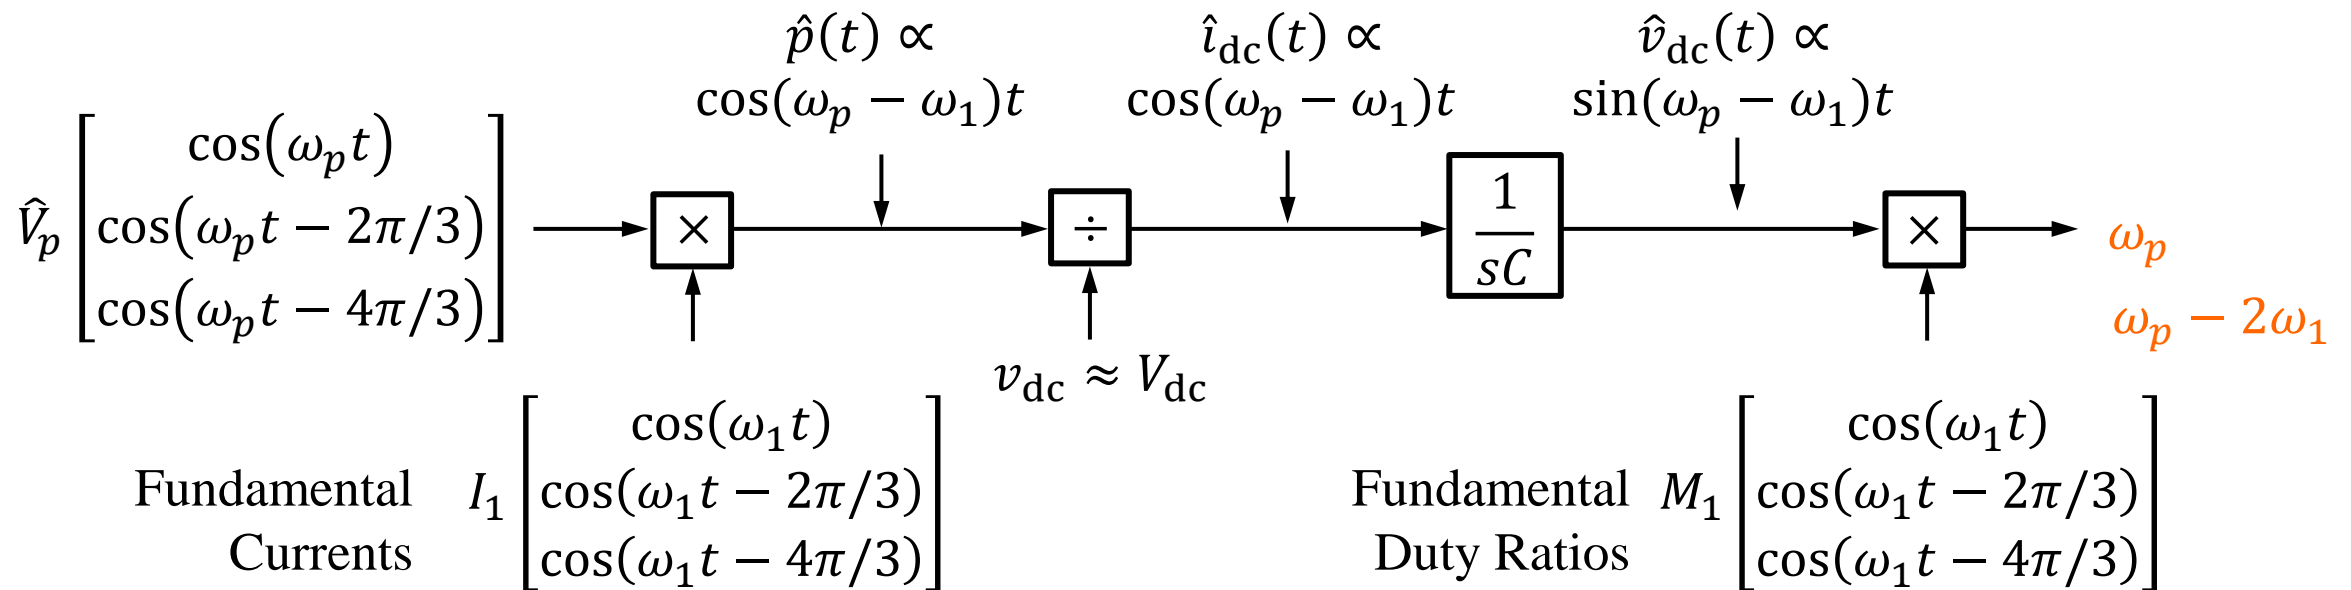 p̂(t) ∝
cos(ω_p − ω_1)t
î_dc(t) ∝
cos(ω_p − ω_1)t
v̂_dc(t) ∝
sin(ω_p − ω_1)t
V̂_p [cos(ω_p t)
cos(ω_p t − 2π/3)
cos(ω_p t − 4π/3)]
×
÷
1
sC
×
ω_p
ω_p − 2ω_1
v_dc ≈ V_dc
Fundamental
Currents
I_1 [cos(ω_1 t)
cos(ω_1 t − 2π/3)
cos(ω_1 t − 4π/3)]
Fundamental
Duty Ratios
M_1 [cos(ω_1 t)
cos(ω_1 t − 2π/3)
cos(ω_1 t − 4π/3)]